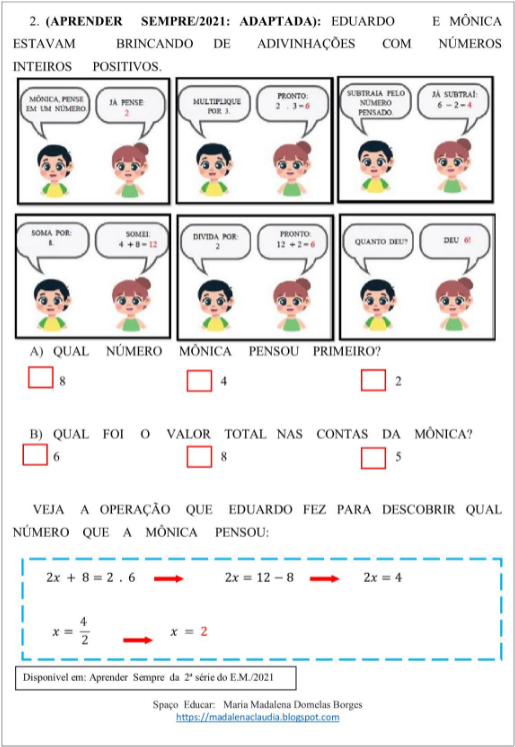 2. (APRENDER SEMPRE/2021: ADAPTADA): EDUARDO E MÔNICA
ESTAVAM BRINCANDO DE ADIVINHAÇÕES COM NÚMEROS
INTEIROS POSITIVOS.
MÔNICA, PENSE
EM UM NÚMERO
JÁ PENSE:
2
MULTIPLIQUE
POR 3.
PRONTO:
2 . 3 = 6
SUBTRAIA PELO
NÚMERO
PENSADO.
JÁ SUBTRAÍ:
6 – 2 = 4
SOMA POR:
8.
SOMEI:
4 + 8 = 12
DIVIDA POR:
2
PRONTO:
12 ÷ 2 = 6
QUANTO DEU?
DEU 6!
A) QUAL NÚMERO MÔNICA PENSOU PRIMEIRO?
8 4 2
B) QUAL FOI O VALOR TOTAL NAS CONTAS DA MÔNICA?
6 8 5
VEJA A OPERAÇÃO QUE EDUARDO FEZ PARA DESCOBRIR QUAL
NÚMERO QUE A MÔNICA PENSOU:
2x + 8 = 2 . 6 2x = 12 − 8 2x = 4
x = 4/2 x = 2
Disponível em: Aprender Sempre da 2ª série do E.M./2021
Spaço Educar: Maria Madalena Dornelas Borges
https://madalenaclaudia.blogspot.com